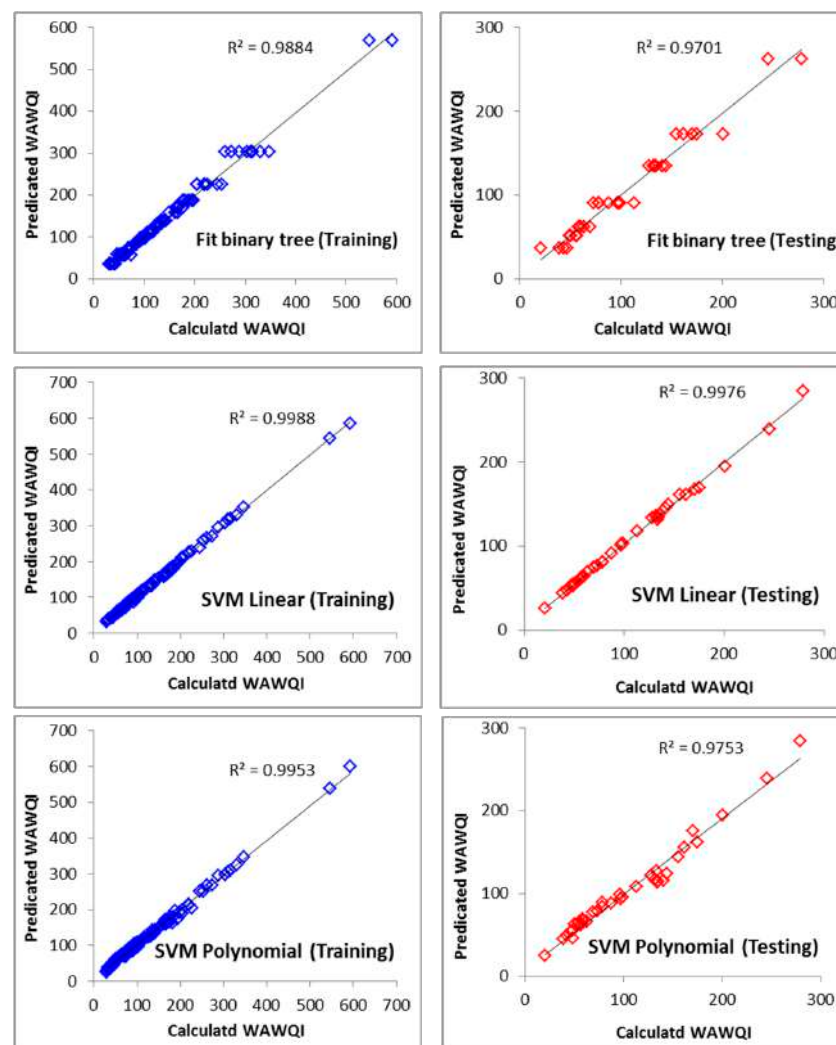 600
500
400
300
200
100
0
0 100 200 300 400 500 600
Predicated WAWQI
Calculatd WAWQI
R² = 0.9884
Fit binary tree (Training)
300
200
100
0
0 100 200 300
Predicated WAWQI
Calculatd WAWQI
R² = 0.9701
Fit binary tree (Testing
700
600
500
400
300
200
100
0
0 100 200 300 400 500 600 700
Predicated WAWQI
Calculatd WAWQI
R² = 0.9988
SVM Linear (Training)
300
200
100
0
0 100 200 300
Predicated WAWQI
Calculatd WAWQI
R² = 0.9976
SVM Linear (Testing)
700
600
500
400
300
200
100
0
0 100 200 300 400 500 600 700
Predicated WAWQI
Calculatd WAWQI
R² = 0.9953
SVM Polynomial (Training)
300
200
100
0
0 100 200 300
Predicated WAWQI
Calculatd WAWQI
R² = 0.9753
SVM Polynomial (Testing)